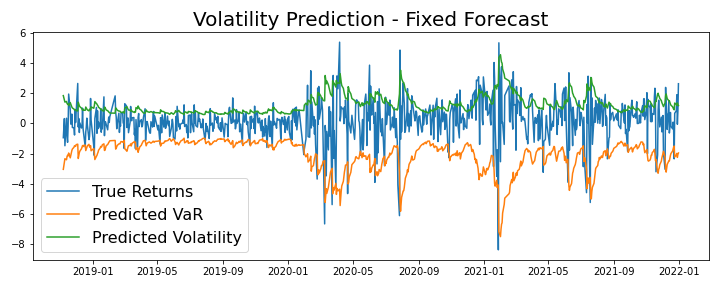 Volatility Prediction - Fixed Forecast
6
4
2
0
−2
−4
−6
−8
True Returns
Predicted VaR
Predicted Volatility
2019-01 2019-05 2019-09 2020-01 2020-05 2020-09 2021-01 2021-05 2021-09 2022-01